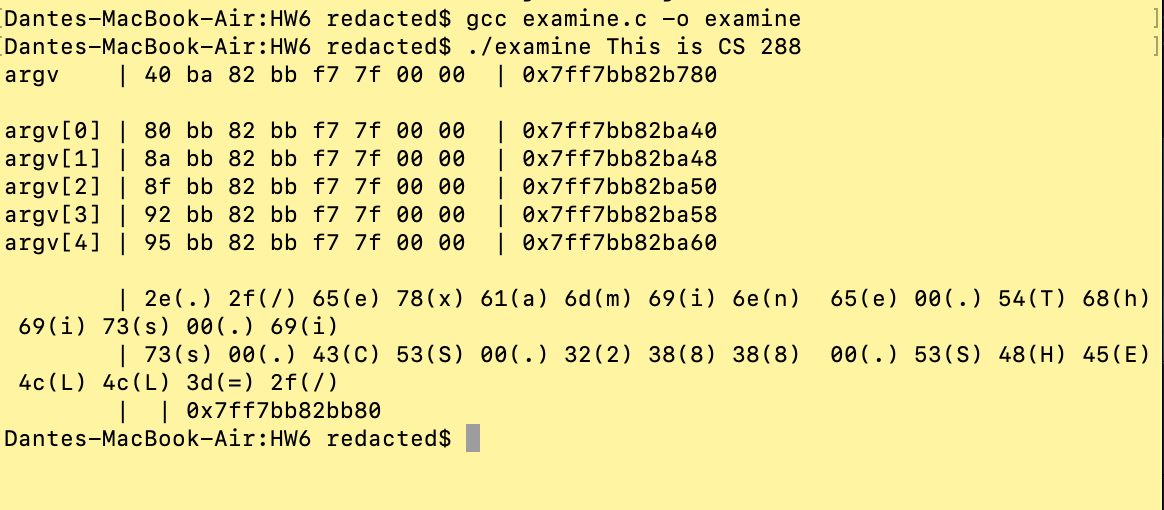 [Dantes-MacBook-Air:HW6 redacted$ gcc examine.c -o examine ]
[Dantes-MacBook-Air:HW6 redacted$ ./examine This is CS 288 ]
argv    | 40 ba 82 bb f7 7f 00 00  | 0x7ff7bb82b780
argv[0] | 80 bb 82 bb f7 7f 00 00  | 0x7ff7bb82ba40
argv[1] | 8a bb 82 bb f7 7f 00 00  | 0x7ff7bb82ba48
argv[2] | 8f bb 82 bb f7 7f 00 00  | 0x7ff7bb82ba50
argv[3] | 92 bb 82 bb f7 7f 00 00  | 0x7ff7bb82ba58
argv[4] | 95 bb 82 bb f7 7f 00 00  | 0x7ff7bb82ba60
| 2e(.) 2f(/) 65(e) 78(x) 61(a) 6d(m) 69(i) 6e(n)  65(e) 00(.) 54(T) 68(h)
69(i) 73(s) 00(.) 69(i)
| 73(s) 00(.) 43(C) 53(S) 00(.) 32(2) 38(8) 38(8)  00(.) 53(S) 48(H) 45(E)
4c(L) 4c(L) 3d(=) 2f(/)
|  | 0x7ff7bb82bb80
Dantes-MacBook-Air:HW6 redacted$